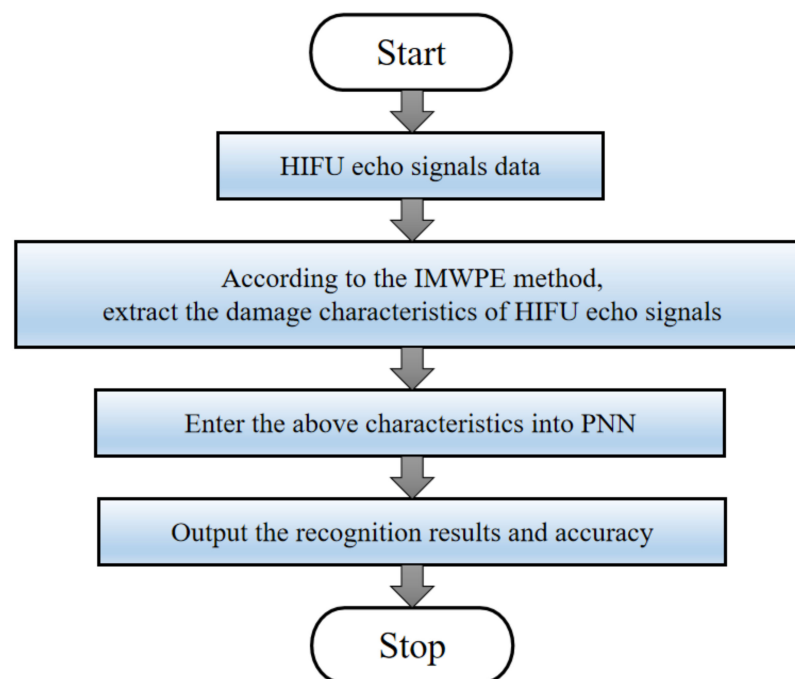 Start
HIFU echo signals data
According to the IMWPE method,
extract the damage characteristics of HIFU echo signals
Enter the above characteristics into PNN
Output the recognition results and accuracy
Stop